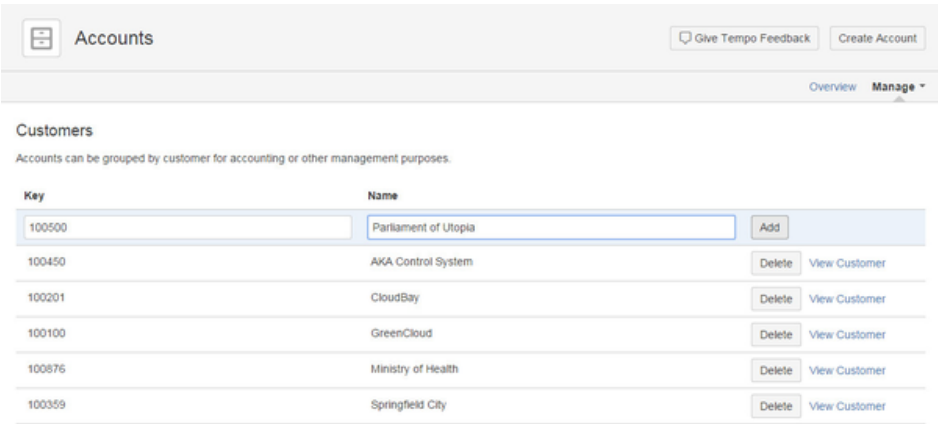 Accounts
Give Tempo Feedback
Create Account
Overview Manage
Customers
Accounts can be grouped by customer for accounting or other management purposes.
Key Name
100500 Parliament of Utopia Add
100450 AKA Control System Delete View Customer
100201 CloudBay Delete View Customer
100100 GreenCloud Delete View Customer
100876 Ministry of Health Delete View Customer
100359 Springfield City Delete View Customer